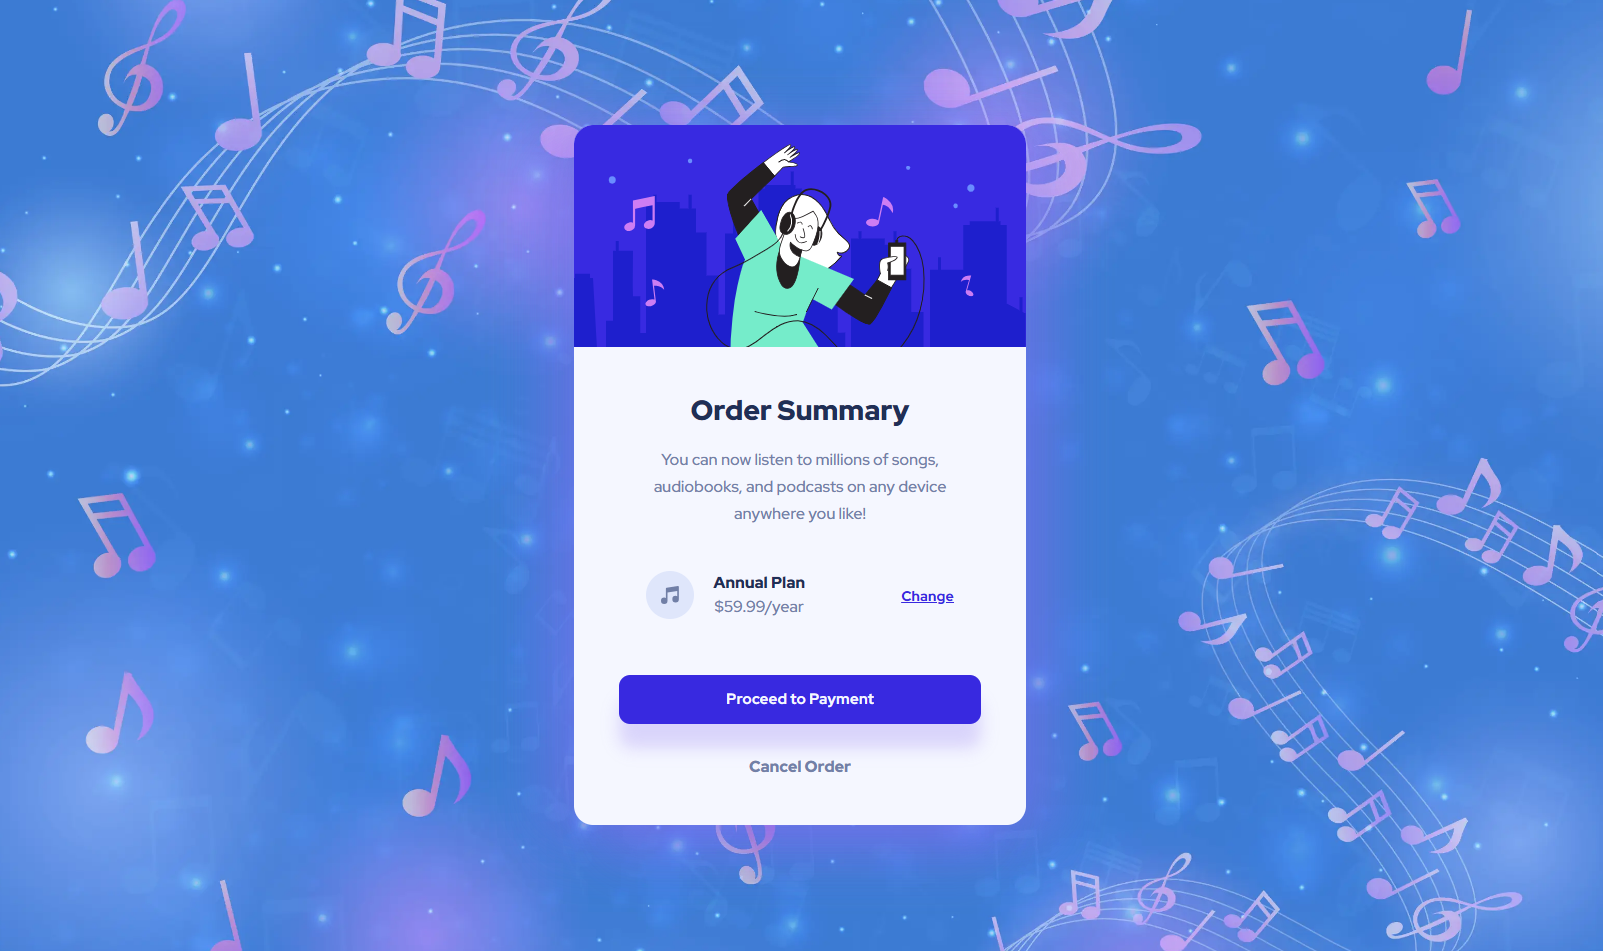 Order Summary
You can now listen to millions of songs,
audiobooks, and podcasts on any device
anywhere you like!
Annual Plan
$59.99/year
Change
Proceed to Payment
Cancel Order